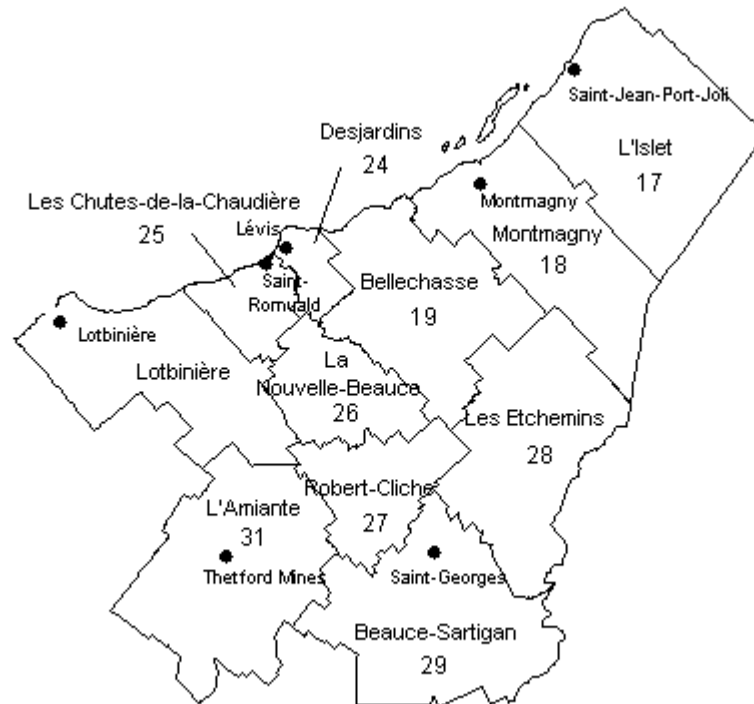 Saint-Jean-Port-Joli
Desjardins
24
L'Islet
17
Les Chutes-de-la-Chaudière
25
Montmagny
Lévis
Montmagny
18
Saint-
Romuald
Bellechasse
19
Lotbinière
Lotbinière
La
Nouvelle-Beauce
26
Les Etchemins
28
Robert-Cliche
27
L'Amiante
31
Thetford Mines
Saint-Georges
Beauce-Sartigan
29